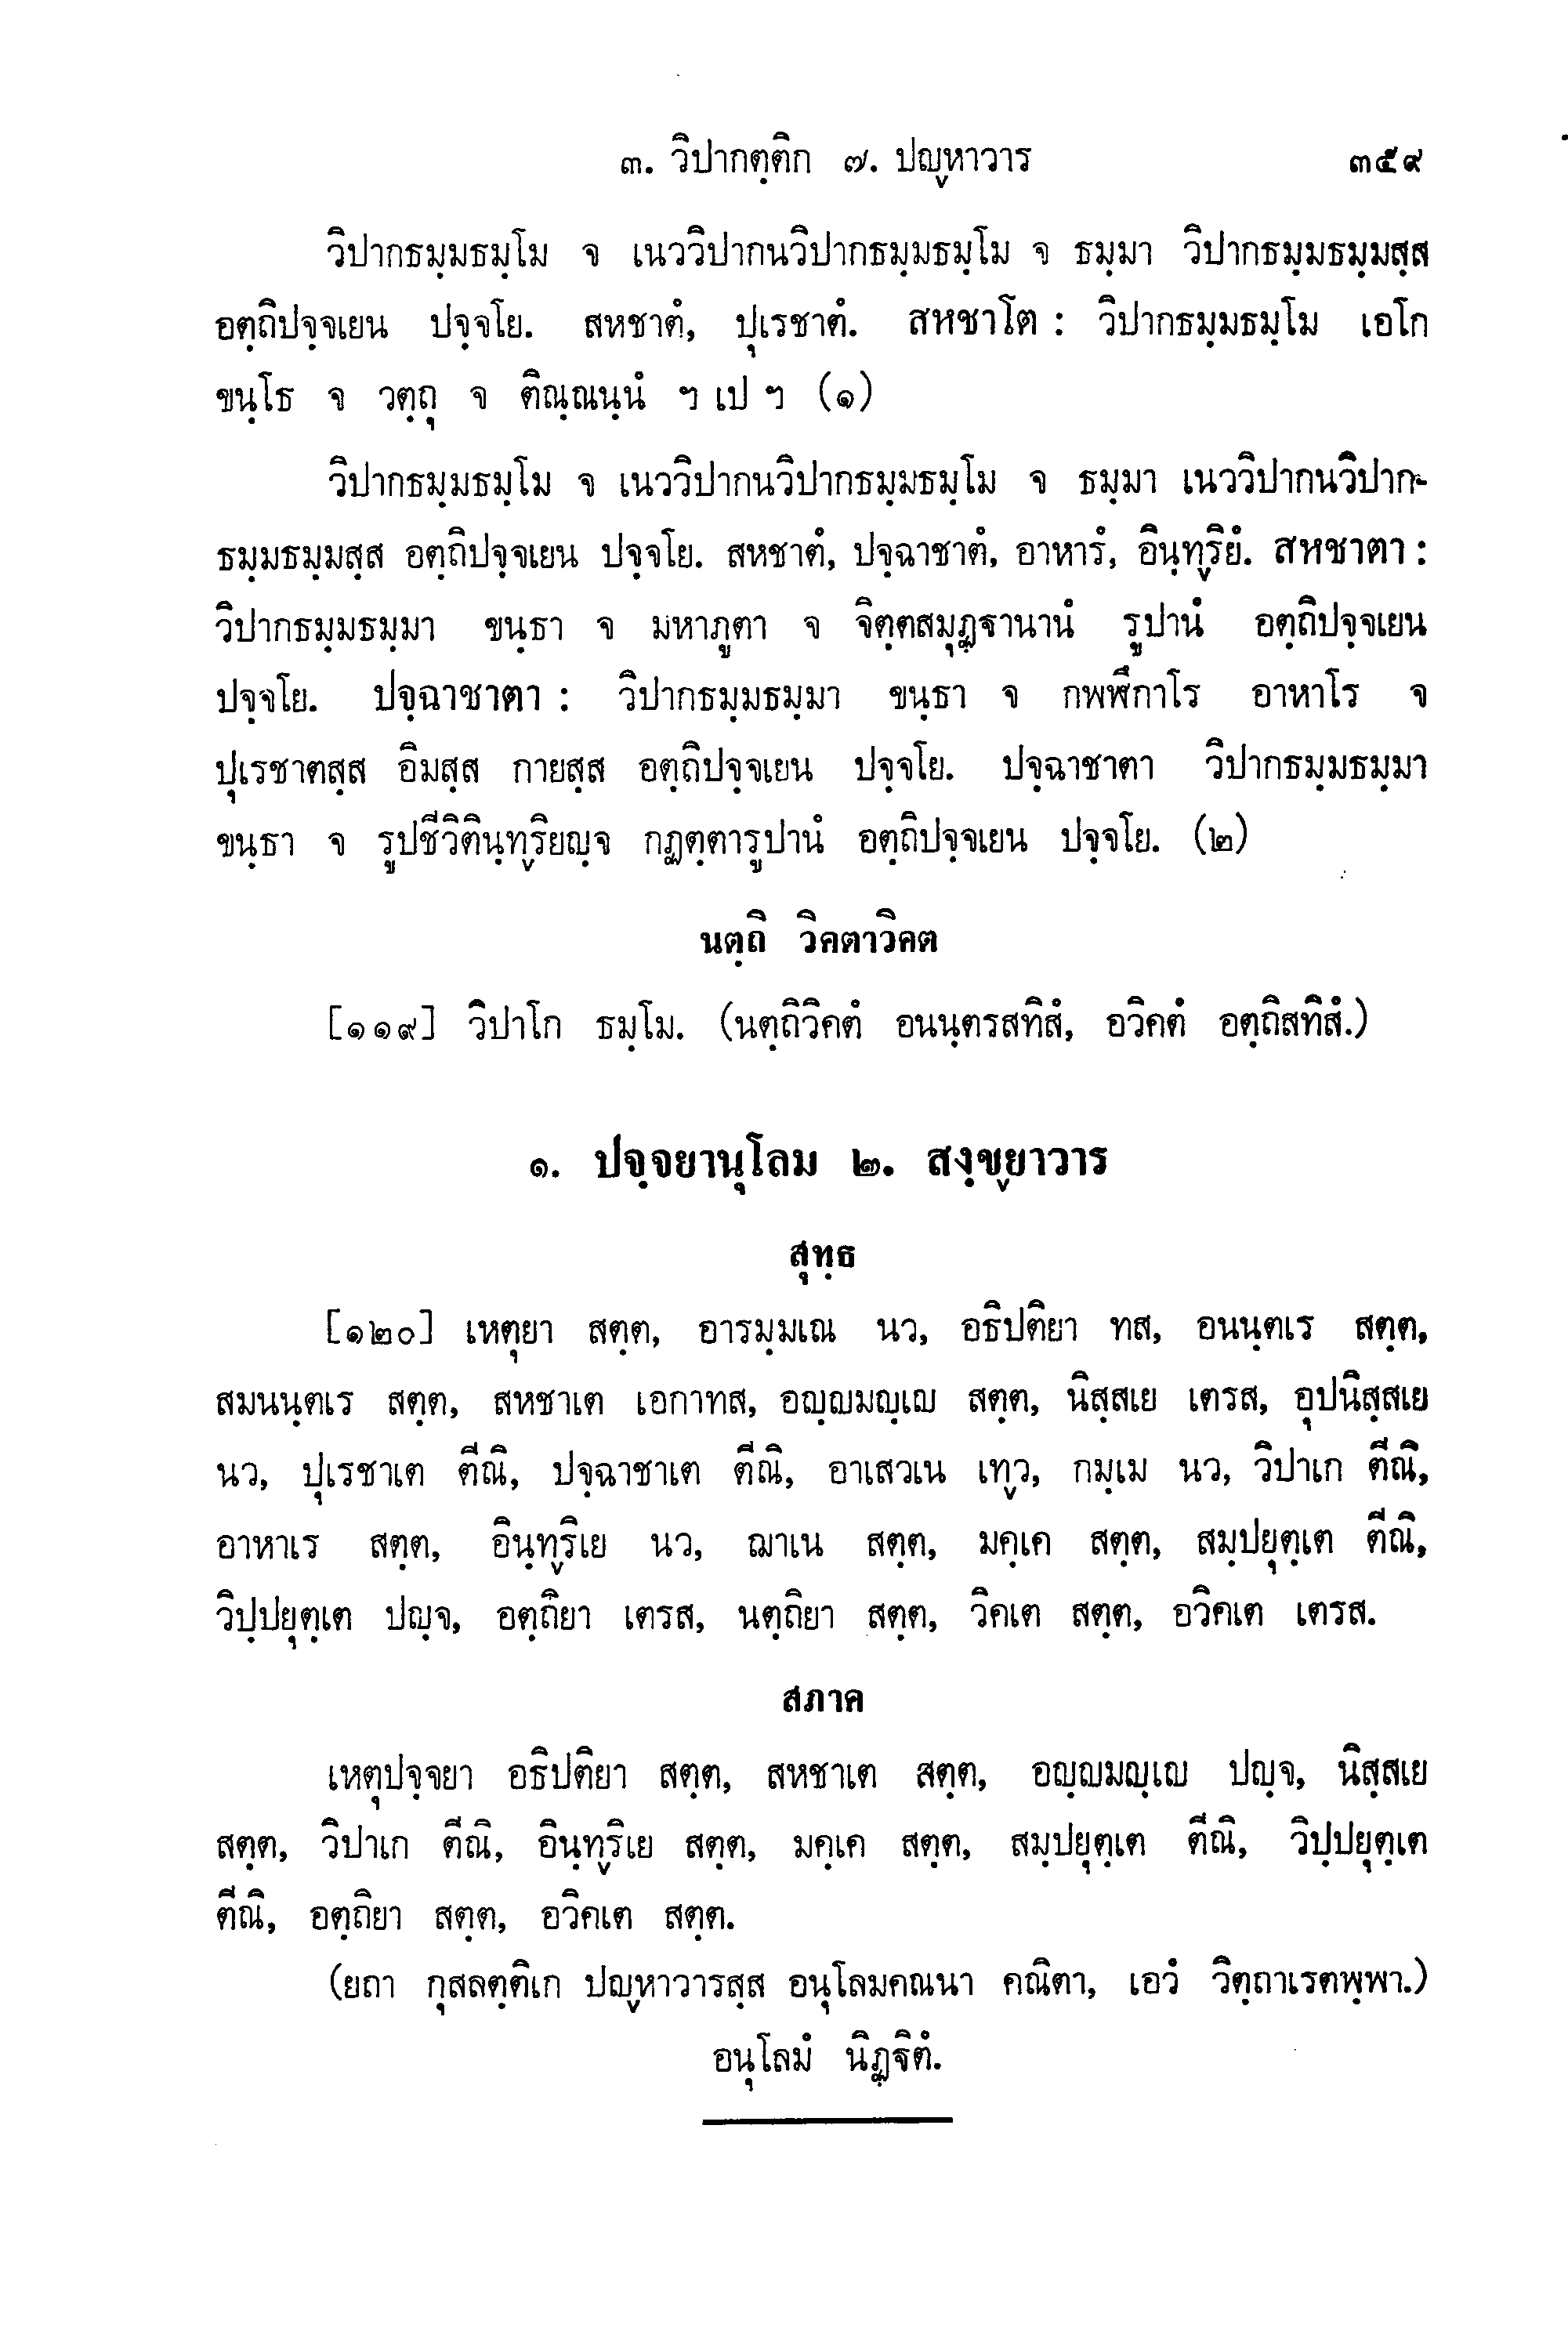 ๓. วิปากตฺติก ๗. ปญฺหาวาร ๓๕๙
วิปากธมฺมธมฺโม จ เนววิปากนวิปากธมฺมธมฺโม จ ธมฺมา วิปากธมฺมธมฺมสฺส
อตฺถิปจฺจเยน ปจฺจโย. สหชาตํ, ปุเรชาตํ. สหชาโต : วิปากธมฺมธมฺโม เอโก
ขนฺโธ จ วตฺถุ จ ติณฺณนฺนํ ฯ เป ฯ (๑)
วิปากธมฺมธมฺโม จ เนววิปากนวิปากธมฺมธมฺโม จ ธมฺมา เนววิปากนวิปาก-
ธมฺมธมฺมสฺส อตฺถิปจฺจเยน ปจฺจโย. สหชาตํ, ปจฺฉาชาตํ, อาหารํ, อินฺทฺริยํ. สหชาตา :
วิปากธมฺมธมฺมา ขนฺธา จ มหาภูตา จ จิตฺตสมุฏฺฐานานํ รูปานํ อตฺถิปจฺจเยน
ปจฺจโย. ปจฺฉาชาตา : วิปากธมฺมธมฺมา ขนฺธา จ กพฬีกาโร อาหาโร จ
ปุเรชาตสฺส อิมสฺส กายสฺส อตฺถิปจฺจเยน ปจฺจโย. ปจฺฉาชาตา วิปากธมฺมธมฺมา
ขนฺธา จ รูปชีวิตินฺทฺริยญฺจ กฏตฺตารูปานํ อตฺถิปจฺจเยน ปจฺจโย. (๒)
นตฺถิ วิคตาวิคต
[๑๑๙] วิปาโก ธมฺโม. (นตฺถิวิคตํ อนนฺตรสทิสํ, อวิคตํ อตฺถิสทิสํ.)
๑. ปจฺจยานุโลม ๒. สงฺขฺยาวาร
สุทฺธ
[๑๒๐] เหตุยา สตฺต, อารมฺมเณ นว, อธิปติยา ทส, อนนฺตเร สตฺต,
สมนนฺตเร สตฺต, สหชาเต เอกาทส, อญฺญมญฺเญ สตฺต, นิสฺสเย เตรส, อุปนิสฺสเย
นว, ปุเรชาเต ตีณิ, ปจฺฉาชาเต ตีณิ, อาเสวเน เทฺว, กมฺเม นว, วิปาเก ตีณิ,
อาหาเร สตฺต, อินฺทฺริเย นว, ฌาเน สตฺต, มคฺเค สตฺต, สมฺปยุตฺเต ตีณิ,
วิปฺปยุตฺเต ปญฺจ, อตฺถิยา เตรส, นตฺถิยา สตฺต, วิคเต สตฺต, อวิคเต เตรส.
สภาค
เหตุปจฺจยา อธิปติยา สตฺต, สหชาเต สตฺต, อญฺญมญฺเญ ปญฺจ, นิสฺสเย
สตฺต, วิปาเก ตีณิ, อินฺทฺริเย สตฺต, มคฺเค สตฺต, สมฺปยุตฺเต ตีณิ, วิปฺปยุตฺเต
ตีณิ, อตฺถิยา สตฺต, อวิคเต สตฺต.
(ยถา กุสลตฺติเก ปญฺหาวารสฺส อนุโลมคณนา คณิตา, เอวํ วิตฺถาเรตพฺพา.)
อนุโลมํ นิฏฺฐิตํ.